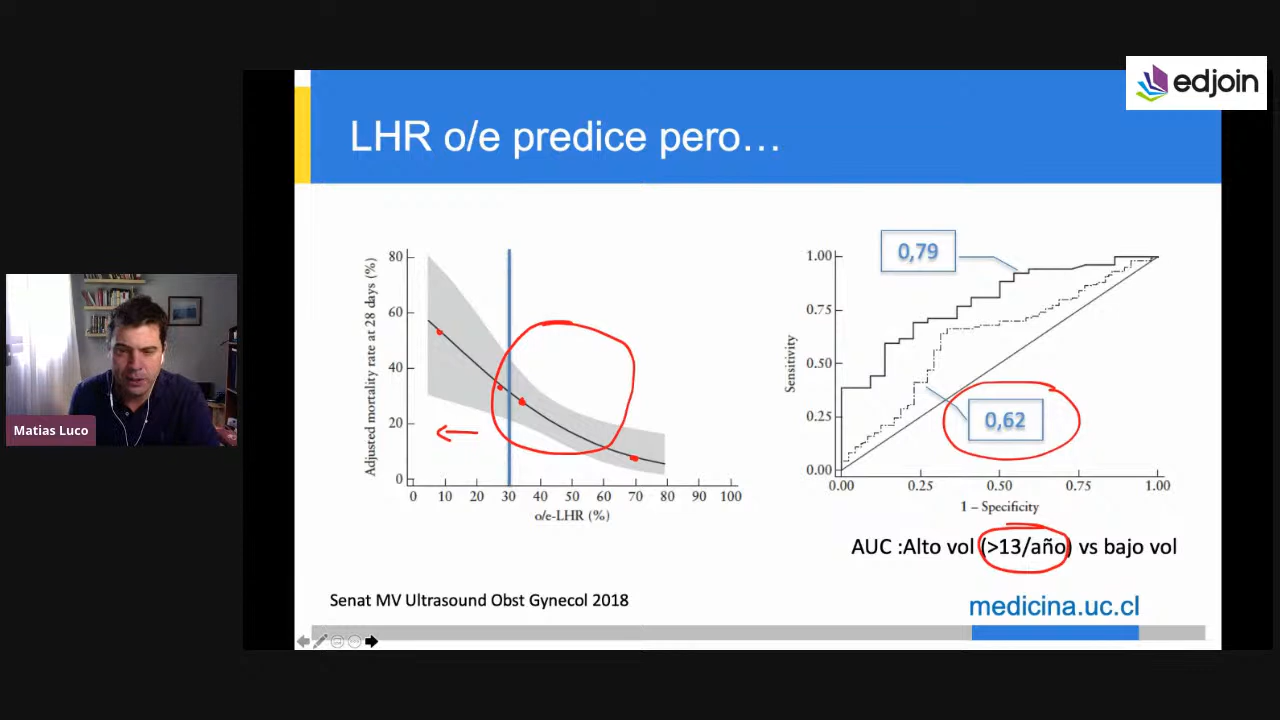 edjoin
LHR o/e predice pero…
Adjusted mortality rate at 28 days (%)
80
60
40
20
0
0 10 20 30 40 50 60 70 80 90 100
o/e-LHR (%)
0,79
1.00
0.75
0.50
0.25
0.00
Sensitivity
0,62
0.00 0.25 0.50 0.75 1.00
1 – Specificity
AUC :Alto vol (>13/año) vs bajo vol
Senat MV Ultrasound Obst Gynecol 2018
medicina.uc.cl
Matias Luco